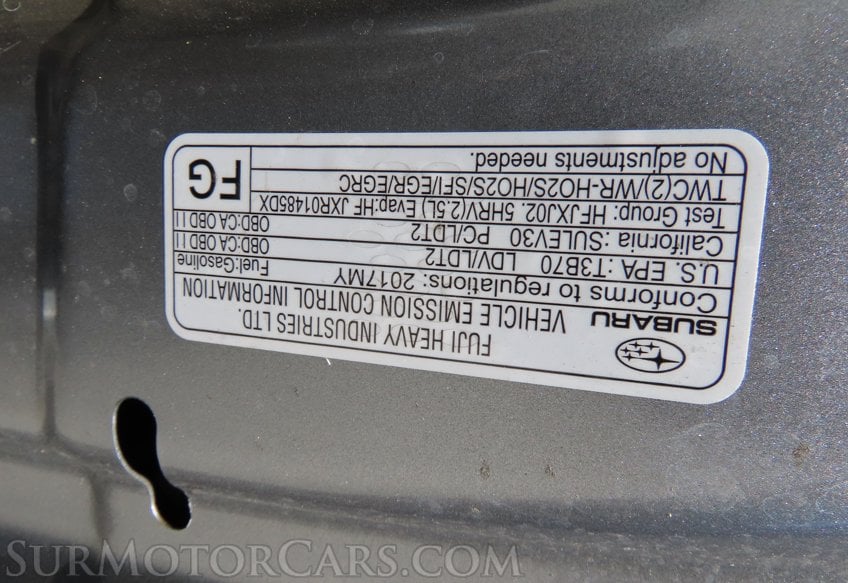 FUJI HEAVY INDUSTRIES LTD.
SUBARU VEHICLE EMISSION CONTROL INFORMATION
Conforms to regulations: 2017MY Fuel:Gasoline
U.S. EPA :T3B70 LDV/LDT2 OBD:CA OBD II
California :SULEV30 PC/LDT2 OBD:CA OBD II
Test Group: HFJXJ02. 5HRV(2.5L) Evap:HF JXR01485DX
TWC(2)/WR-HO2S/HO2S/SFI/EGR/EGRC
No adjustments needed.
FG
SURMOTORCARS.COM